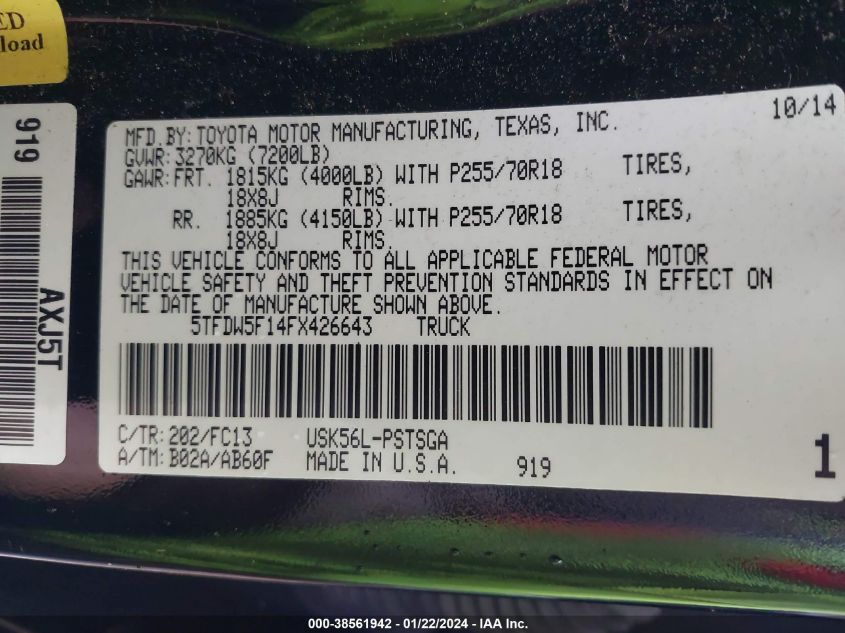 ED
load
919
AXJ5T
MFD.BY:TOYOTA MOTOR MANUFACTURING, TEXAS, INC. 10/14
GVWR:3270KG (7200LB)
GAWR:FRT. 1815KG (4000LB) WITH P255/70R18 TIRES,
18X8J RIMS.
RR. 1885KG (4150LB) WITH P255/70R18 TIRES,
18X8J RIMS.
THIS VEHICLE CONFORMS TO ALL APPLICABLE FEDERAL MOTOR
VEHICLE SAFETY AND THEFT PREVENTION STANDARDS IN EFFECT ON
THE DATE OF MANUFACTURE SHOWN ABOVE.
5TFDW5F14FX426643 TRUCK
C/TR:202/FC13 USK56L-PSTSGA
A/TM:B02A/AB60F MADE IN U.S.A. 919 1
000-38561942 - 01/22/2024 - IAA Inc.